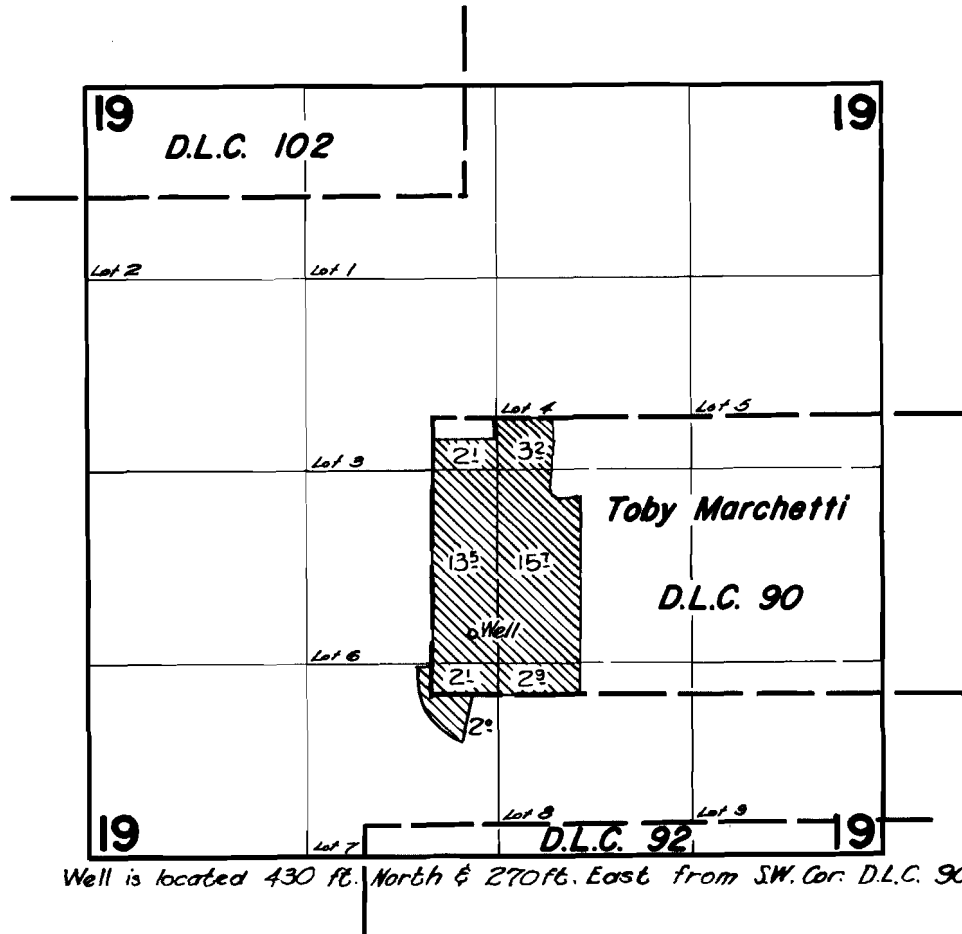 19
19
D.L.C. 102
Lot 2
Lot 1
Lot 4
Lot 5
2.1
3.2
Lot 3
Toby Marchetti
13.5
15.7
D.L.C. 90
Well
Lot 6
2.1
2.9
2.0
Lot 8
Lot 9
19
19
D.L.C. 92
Lot 7
Well is located 430 ft. North & 270 ft. East from S.W. Cor. D.L.C. 90